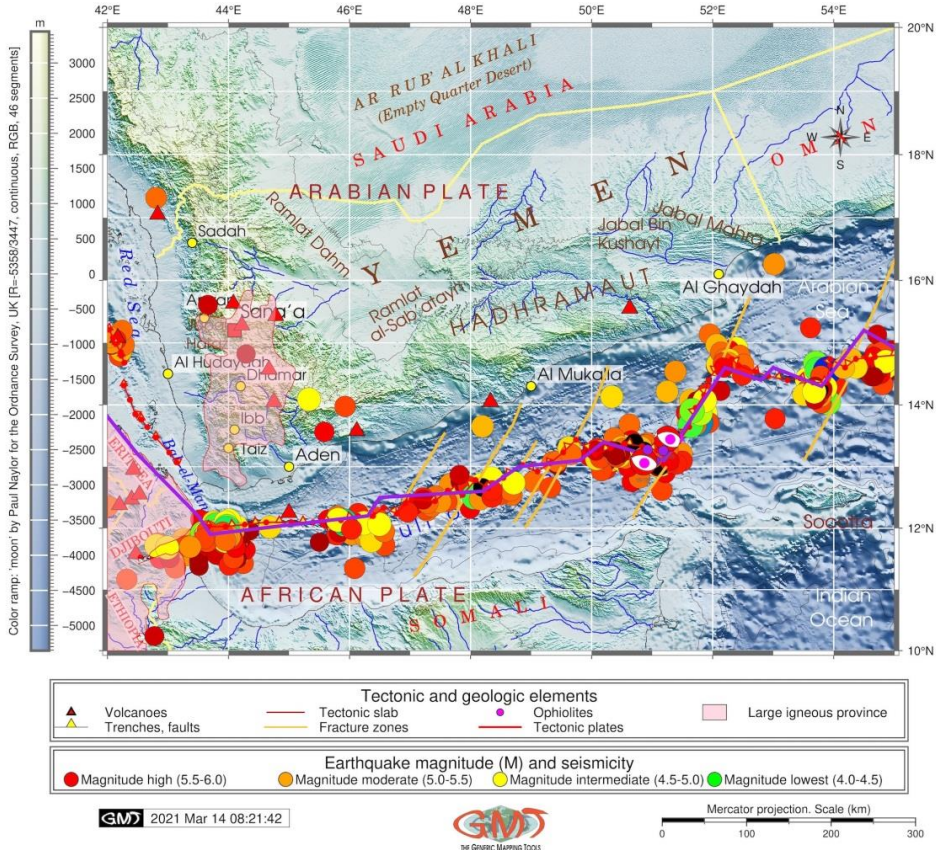 42°E 44°E 46°E 48°E 50°E 52°E 54°E
m
20°N
18°N
16°N
14°N
12°N
10°N
3000
2500
2000
1500
1000
500
0
−500
−1000
−1500
−2000
−2500
−3000
−3500
−4000
−5000
Color ramp: 'moon' by Paul Naylor for the Ordnance Survey, UK [R=-5358/3447, continuous, RGB, 46 segments]
AR RUB' AL KHALI
(Empty Quarter Desert)
SAUDI ARABIA
OMAN
N
W E
S
ARABIAN PLATE
YEMEN
Ramlat Dahm
Jabal Mahra
Jabal Bin
Kushayt
Sadah
Red Sea
Ramlat
al-Sab'atayn
HADHRAMAUT
Al Ghaydah
Arabian
Sea
Sana'a
Al Hudaydah
Dhamar
Al Muka'la
Ibb
Taiz
Aden
ERITREA
Bab-el-Mandeb
DJIBOUTI
ETHIOPIA
Socotra
AFRICAN PLATE
SOMALI
Indian
Ocean
Tectonic and geologic elements
Volcanoes
Tectonic slab
Ophiolites
Large igneous province
Trenches, faults
Fracture zones
Tectonic plates
Earthquake magnitude (M) and seismicity
Magnitude high (5.5-6.0)
Magnitude moderate (5.0-5.5)
Magnitude intermediate (4.5-5.0)
Magnitude lowest (4.0-4.5)
GMT 2021 Mar 14 08:21:42
GMT
THE GENERIC MAPPING TOOLS
Mercator projection. Scale (km)
0 100 200 300